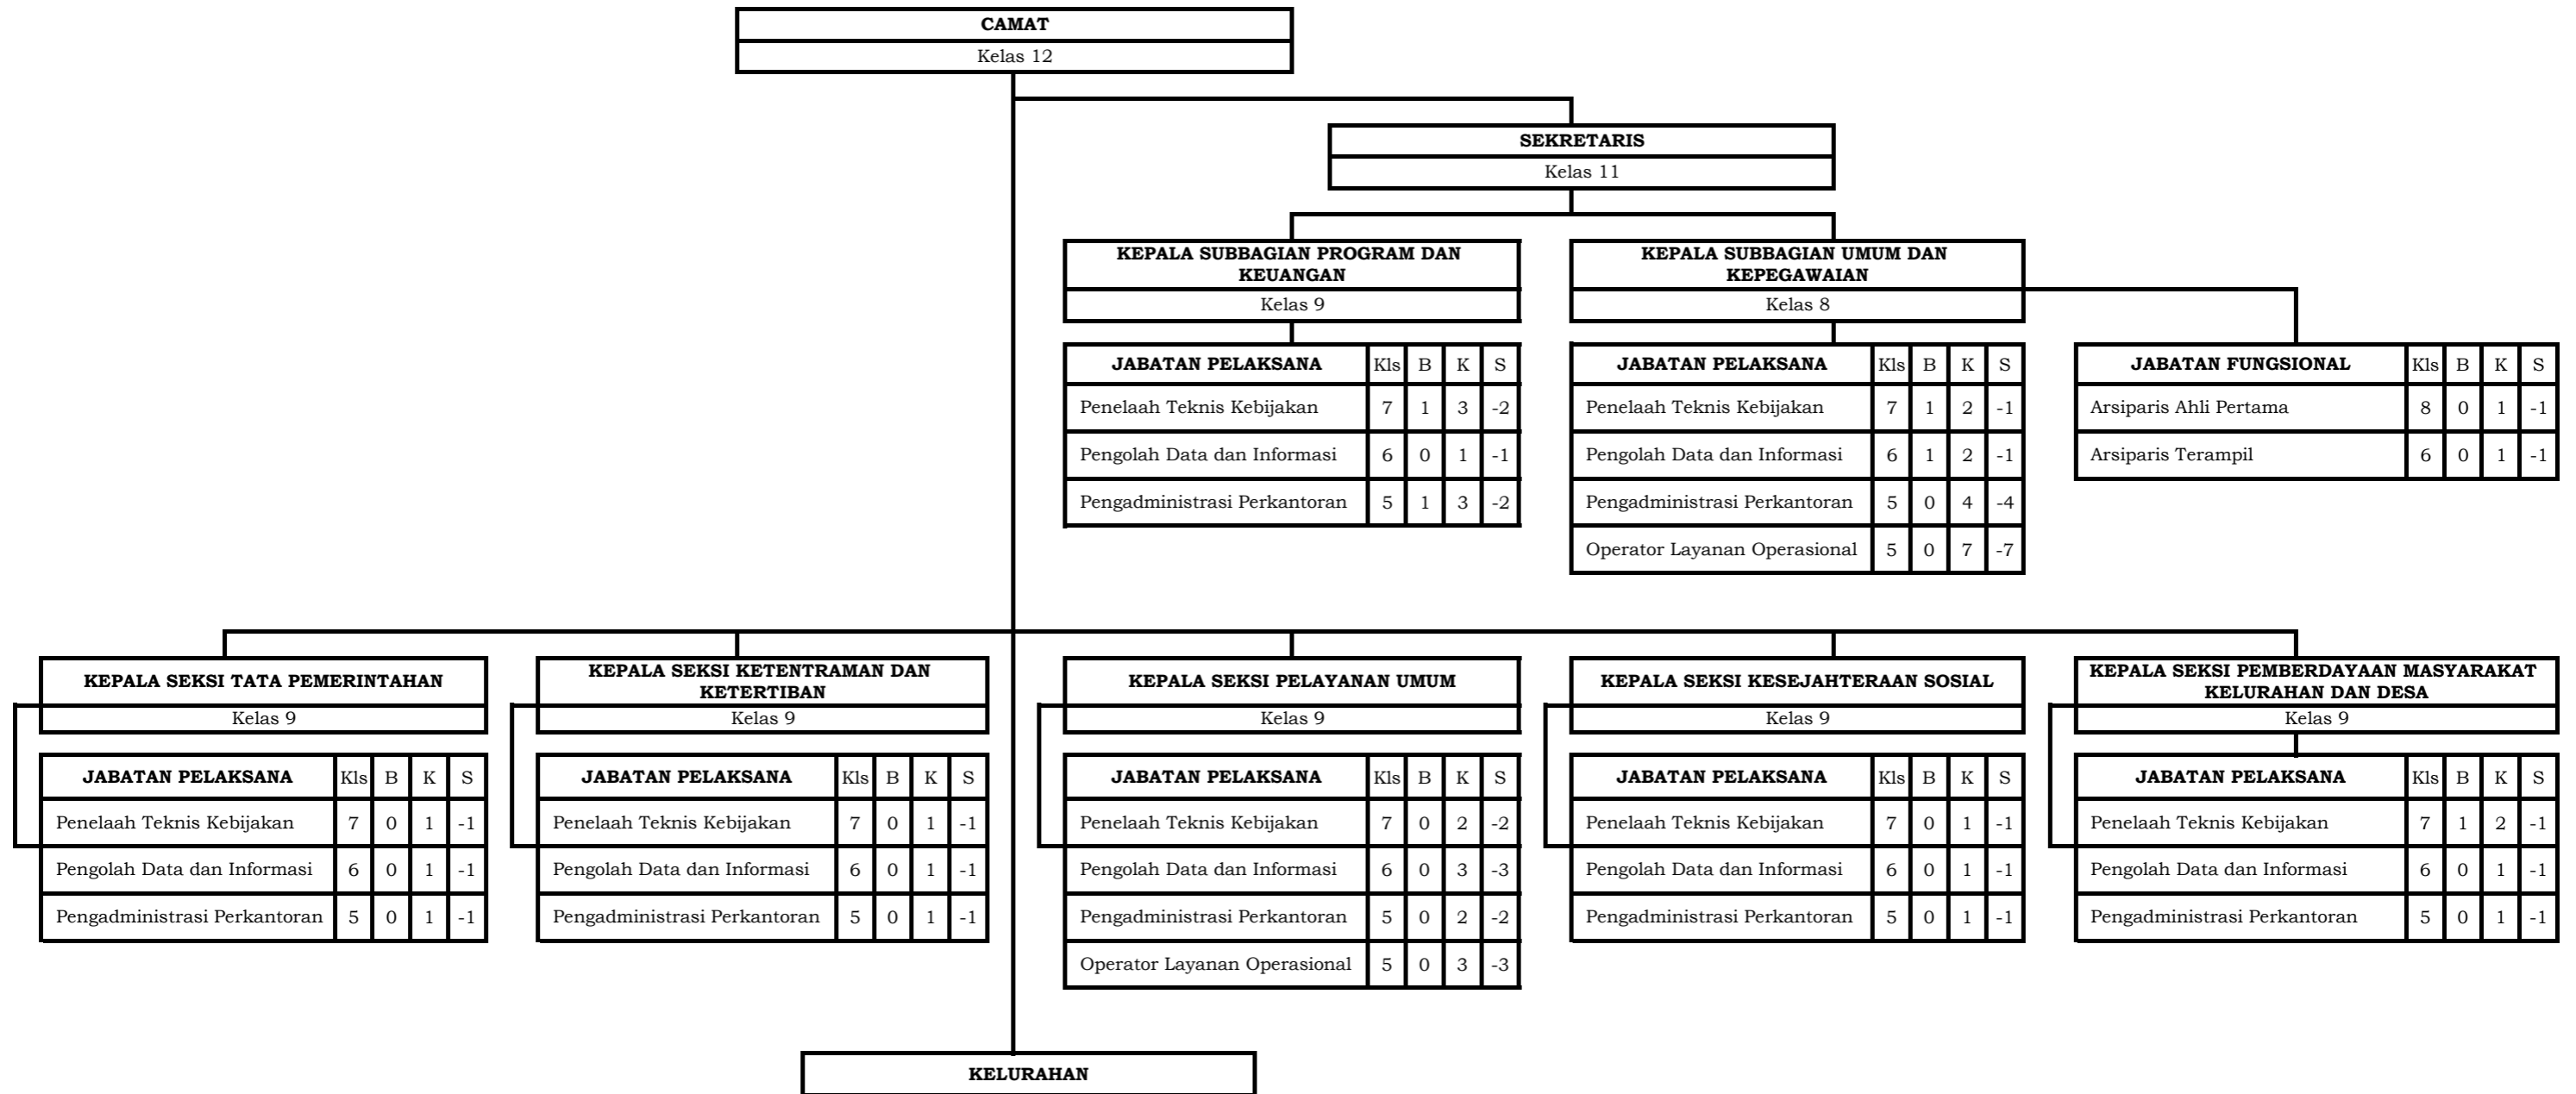 CAMAT
Kelas 12
SEKRETARIS
Kelas 11
KEPALA SUBBAGIAN PROGRAM DAN
KEUANGAN
Kelas 9
KEPALA SUBBAGIAN UMUM DAN
KEPEGAWAIAN
Kelas 8
JABATAN PELAKSANA Kls B K S
Penelaah Teknis Kebijakan 7 1 3 -2
Pengolah Data dan Informasi 6 0 1 -1
Pengadministrasi Perkantoran 5 1 3 -2
JABATAN PELAKSANA Kls B K S
Penelaah Teknis Kebijakan 7 1 2 -1
Pengolah Data dan Informasi 6 1 2 -1
Pengadministrasi Perkantoran 5 0 4 -4
Operator Layanan Operasional 5 0 7 -7
JABATAN FUNGSIONAL Kls B K S
Arsiparis Ahli Pertama 8 0 1 -1
Arsiparis Terampil 6 0 1 -1
KEPALA SEKSI TATA PEMERINTAHAN
Kelas 9
JABATAN PELAKSANA Kls B K S
Penelaah Teknis Kebijakan 7 0 1 -1
Pengolah Data dan Informasi 6 0 1 -1
Pengadministrasi Perkantoran 5 0 1 -1
KEPALA SEKSI KETENTRAMAN DAN
KETERTIBAN
Kelas 9
JABATAN PELAKSANA Kls B K S
Penelaah Teknis Kebijakan 7 0 1 -1
Pengolah Data dan Informasi 6 0 1 -1
Pengadministrasi Perkantoran 5 0 1 -1
KEPALA SEKSI PELAYANAN UMUM
Kelas 9
JABATAN PELAKSANA Kls B K S
Penelaah Teknis Kebijakan 7 0 2 -2
Pengolah Data dan Informasi 6 0 3 -3
Pengadministrasi Perkantoran 5 0 2 -2
Operator Layanan Operasional 5 0 3 -3
KEPALA SEKSI KESEJAHTERAAN SOSIAL
Kelas 9
JABATAN PELAKSANA Kls B K S
Penelaah Teknis Kebijakan 7 0 1 -1
Pengolah Data dan Informasi 6 0 1 -1
Pengadministrasi Perkantoran 5 0 1 -1
KEPALA SEKSI PEMBERDAYAAN MASYARAKAT
KELURAHAN DAN DESA
Kelas 9
JABATAN PELAKSANA Kls B K S
Penelaah Teknis Kebijakan 7 1 2 -1
Pengolah Data dan Informasi 6 0 1 -1
Pengadministrasi Perkantoran 5 0 1 -1
KELURAHAN